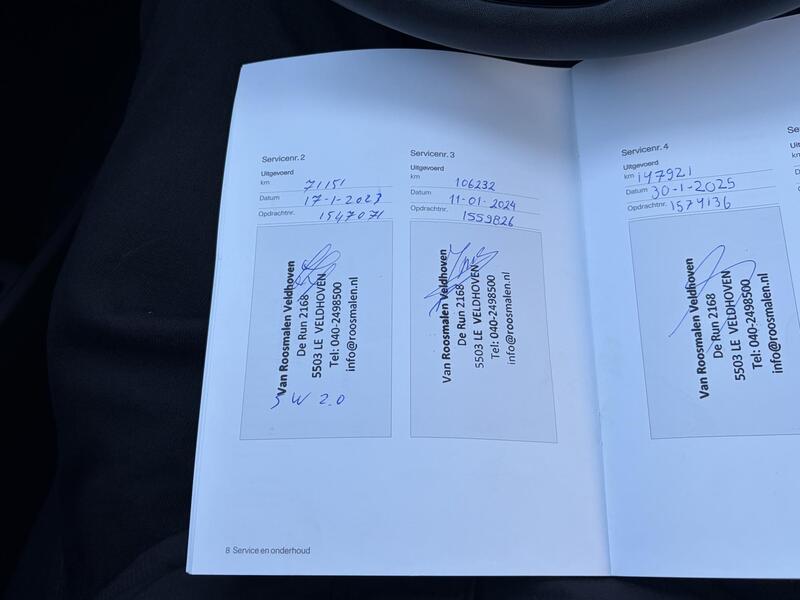 Servicenr. 2
Uitgevoerd
km 71151
Datum 17-1-2023
Opdrachtnr. 1547071
Van Roosmalen Veldhoven
De Run 2168
5503 LE VELDHOVEN
Tel: 040-2498500
info@roosmalen.nl
5 W 2.0
Servicenr. 3
Uitgevoerd
km 106232
Datum 11-01-2024
Opdrachtnr. 1559826
Van Roosmalen Veldhoven
De Run 2168
5503 LE VELDHOVEN
Tel: 040-2498500
info@roosmalen.nl
Servicenr. 4
Uitgevoerd
km 147921
Datum 30-1-2025
Opdrachtnr. 1574136
Van Roosmalen Veldhoven
De Run 2168
5503 LE VELDHOVEN
Tel: 040-2498500
info@roosmalen.nl
8 Service en onderhoud